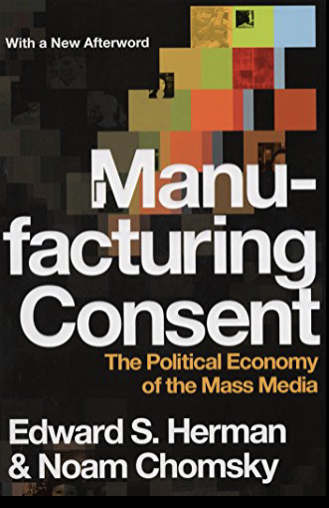 With a New Afterword
Manu-
facturing
Consent
The Political Economy
of the Mass Media
Edward S. Herman
& Noam Chomsky